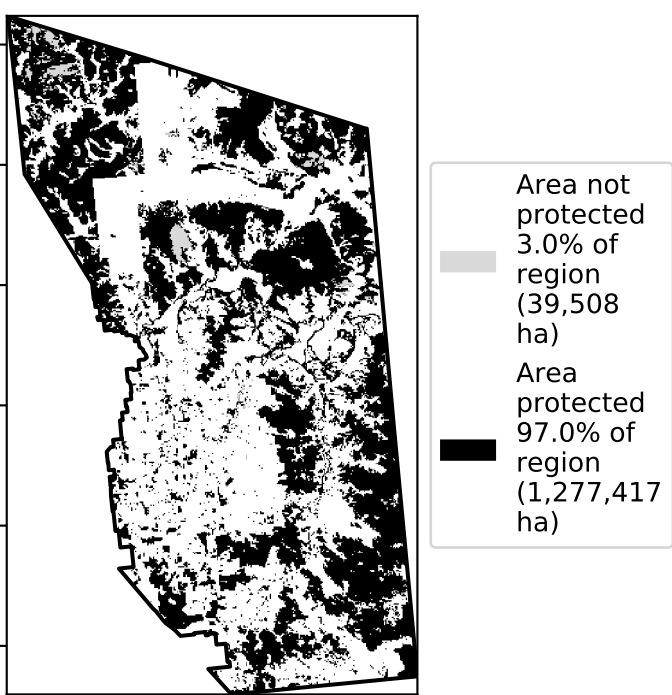 Area not
protected
3.0% of
region
(39,508
ha)
Area
protected
97.0% of
region
(1,277,417
ha)